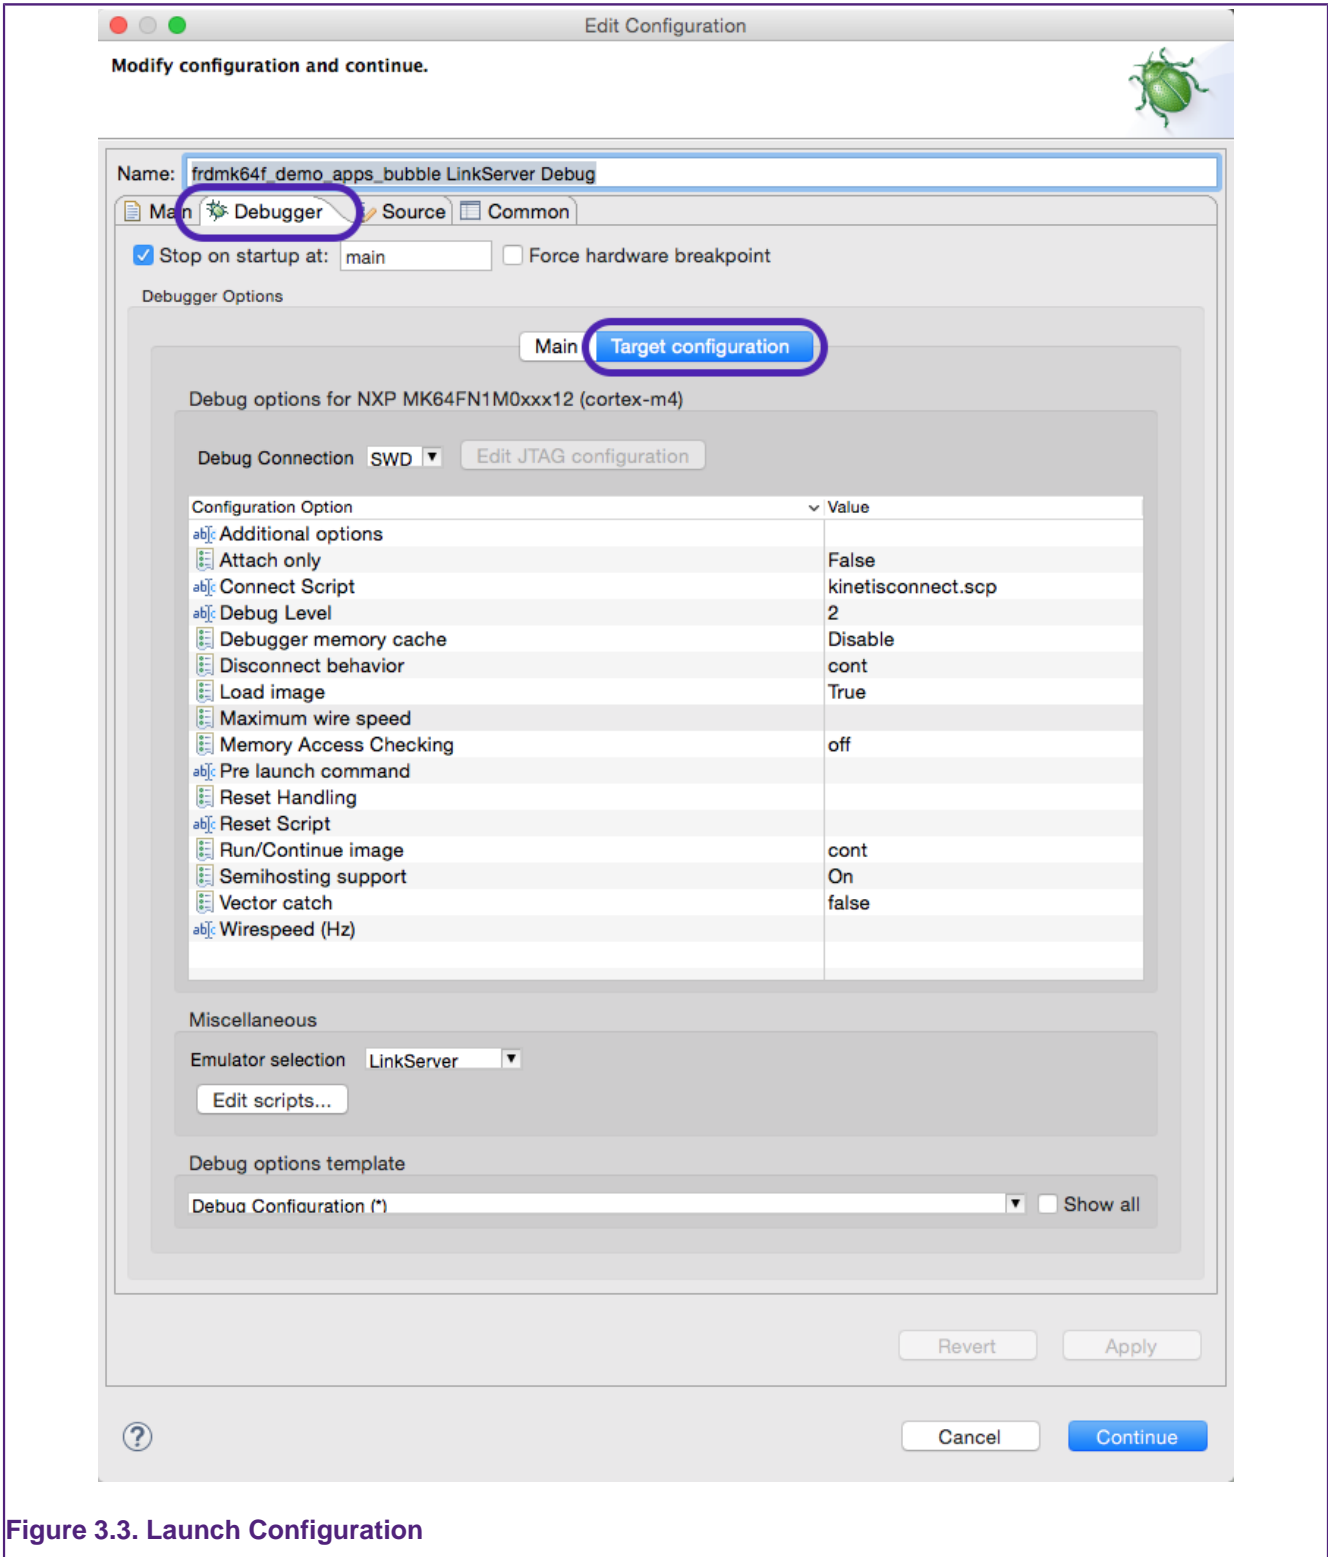 Edit Configuration
Modify configuration and continue.
Name: frdmk64f_demo_apps_bubble LinkServer Debug
Main Debugger Source Common
Stop on startup at: main Force hardware breakpoint
Debugger Options
Main Target configuration
Debug options for NXP MK64FN1M0xxx12 (cortex-m4)
Debug Connection SWD Edit JTAG configuration
Configuration Option Value
Additional options
Attach only False
Connect Script kinetisconnect.scp
Debug Level 2
Debugger memory cache Disable
Disconnect behavior cont
Load image True
Maximum wire speed
Memory Access Checking off
Pre launch command
Reset Handling
Reset Script
Run/Continue image cont
Semihosting support On
Vector catch false
Wirespeed (Hz)
Miscellaneous
Emulator selection LinkServer
Edit scripts...
Debug options template
Debug Configuration (*) Show all
Revert Apply
? Cancel Continue
Figure 3.3. Launch Configuration